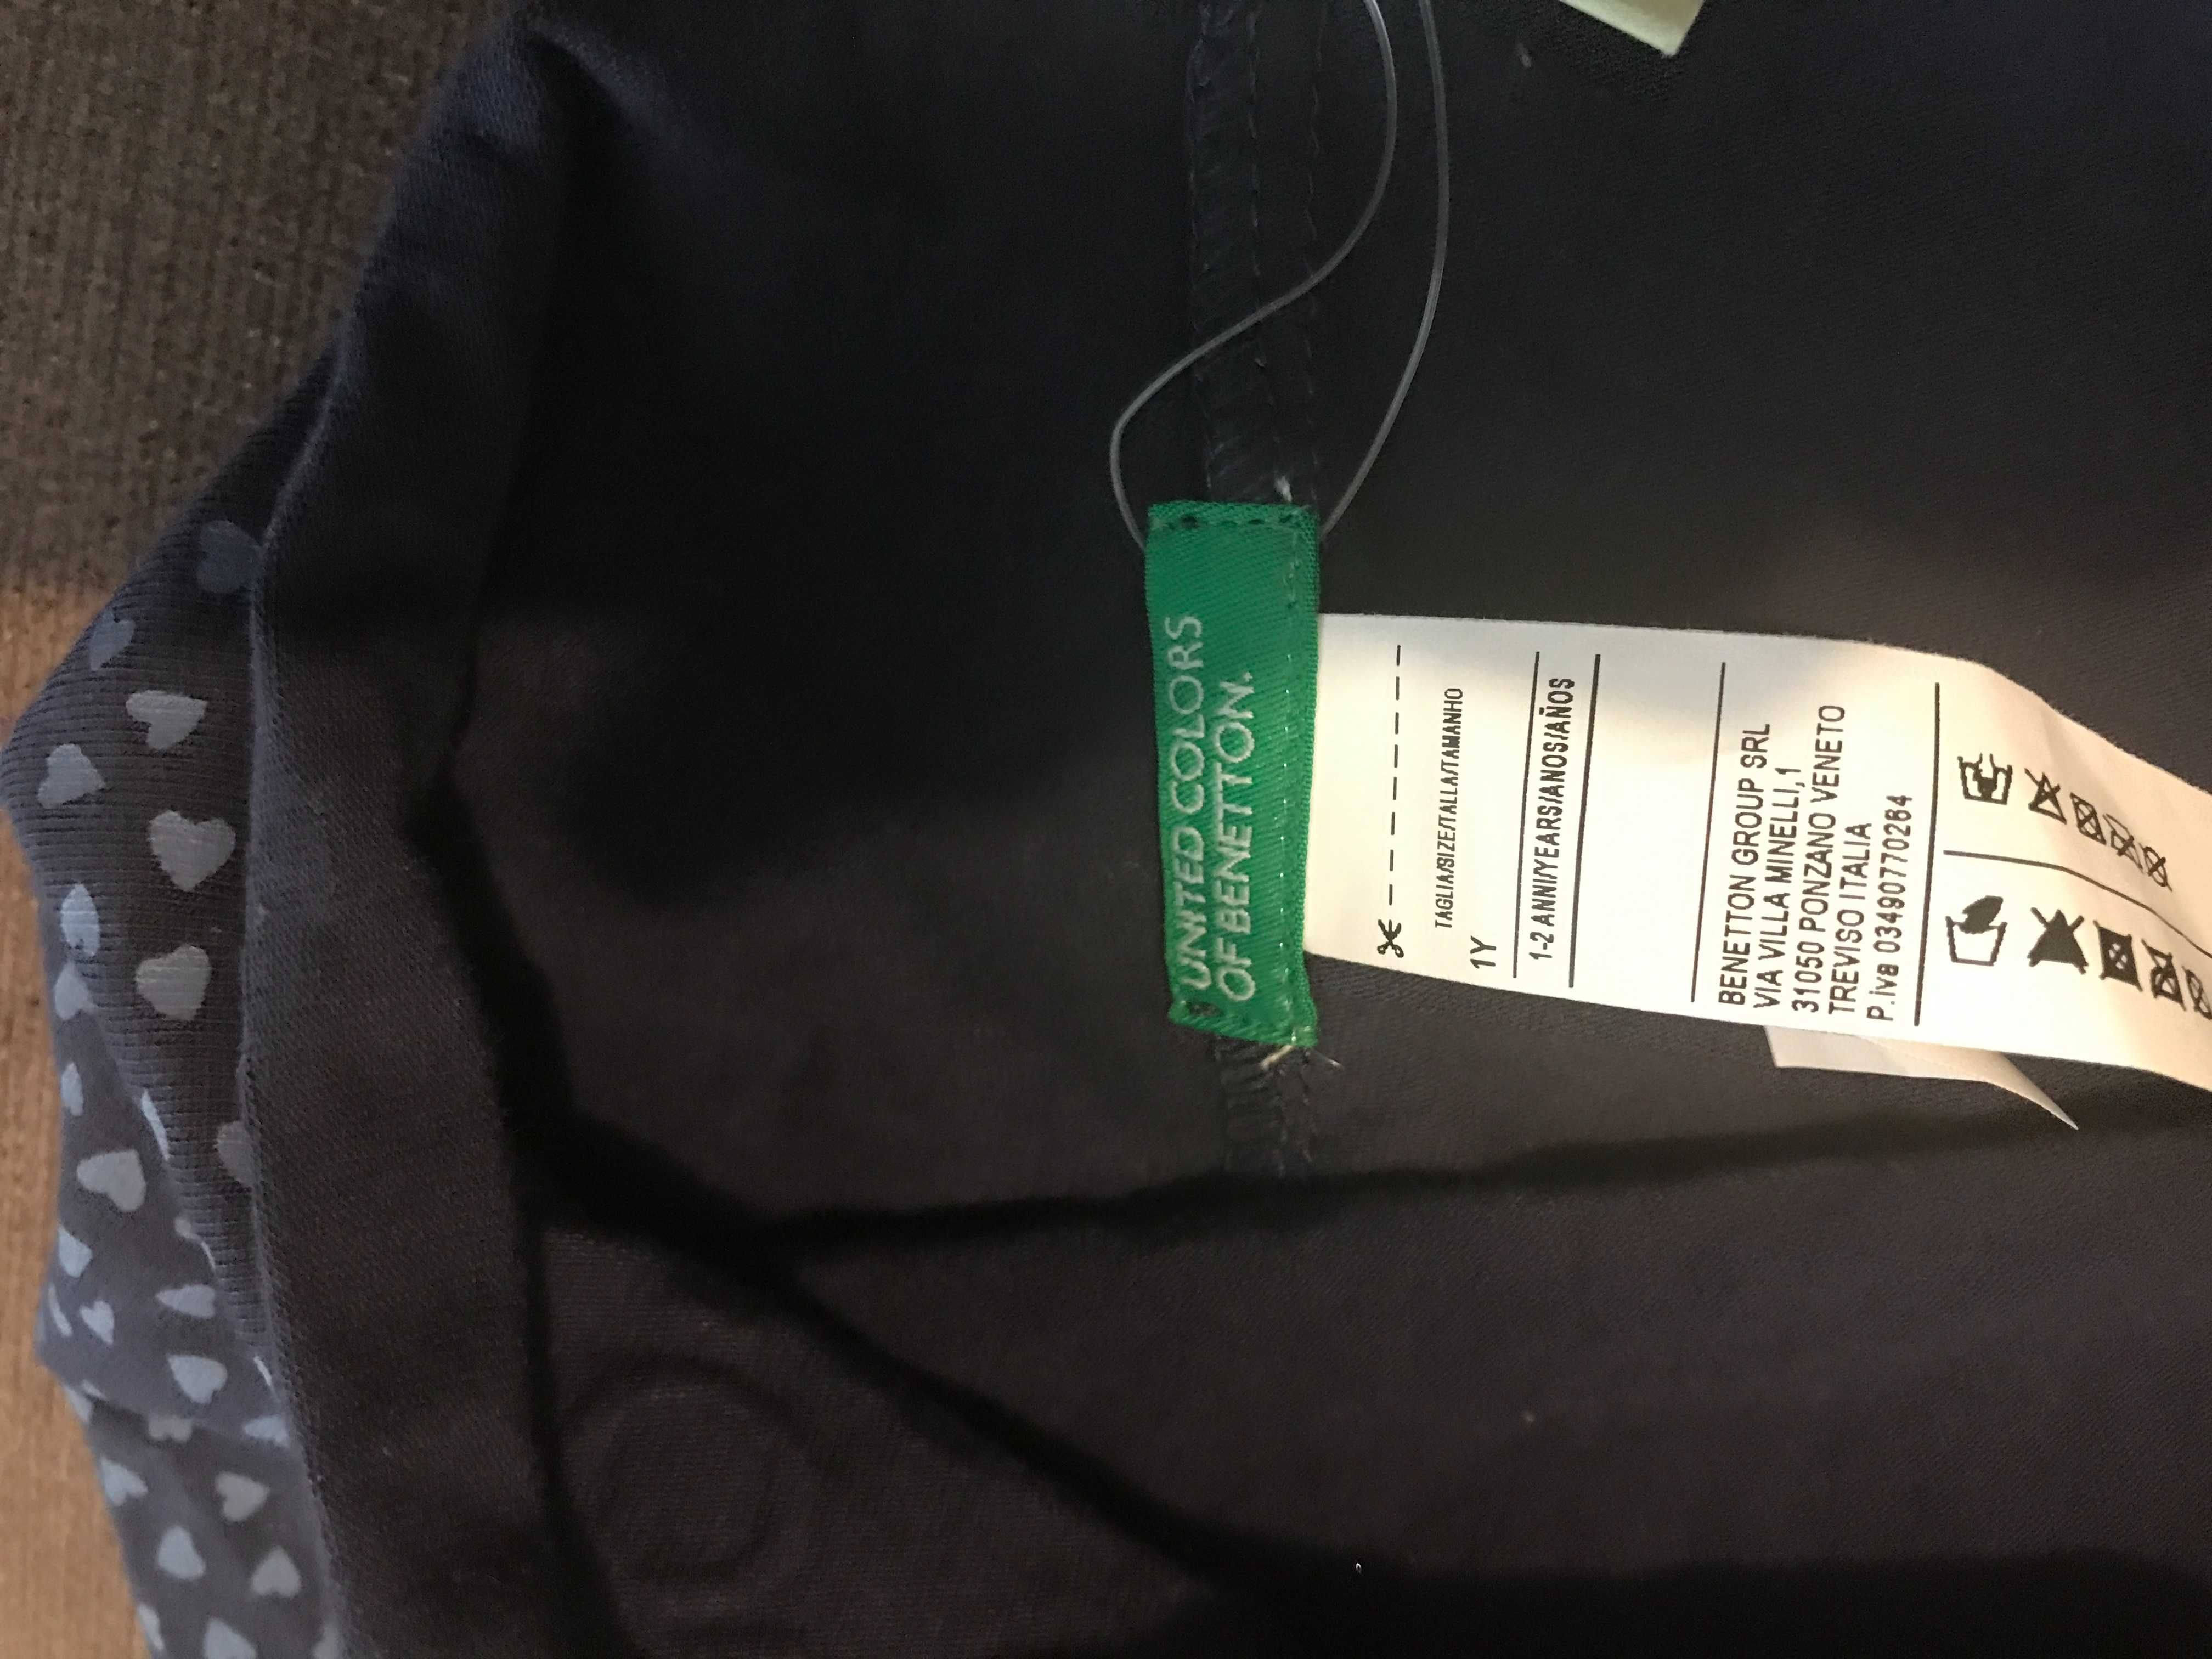 UNITED COLORS
OF BENETTON.
TAGLIA/SIZE/TALLA/TAMANHO
1Y
1-2 ANNI/YEARS/ANOS/AÑOS
BENETTON GROUP SRL
VIA VILLA MINELLI,1
31050 PONZANO VENETO
TREVISO ITALIA
P.iva 03490770264